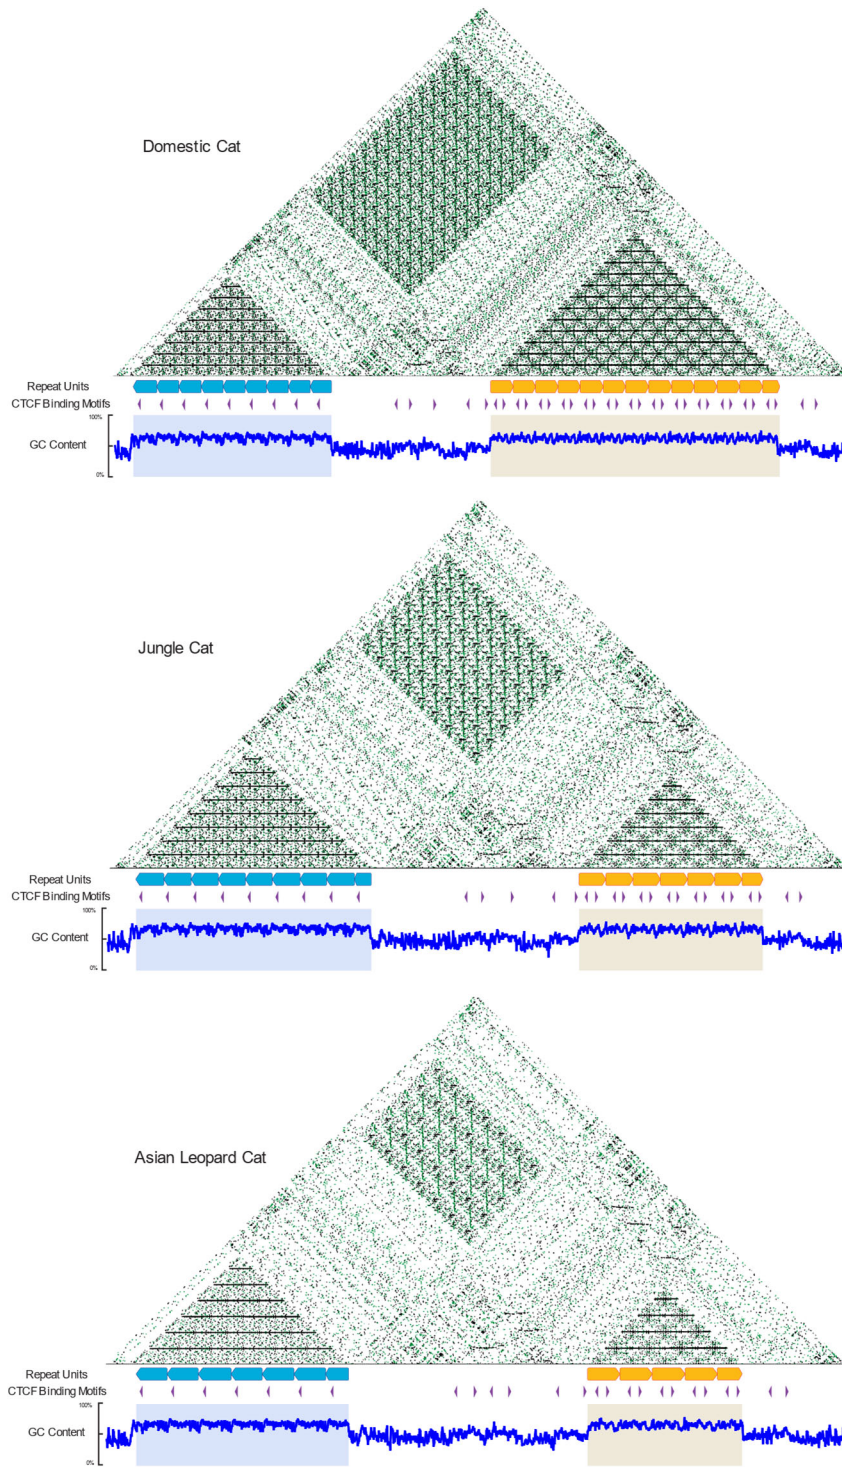 Domestic Cat
Repeat Units
CTCF Binding Motifs
100%
GC Content
0%
Jungle Cat
Repeat Units
CTCF Binding Motifs
100%
GC Content
0%
Asian Leopard Cat
Repeat Units
CTCF Binding Motifs
100%
GC Content
0%